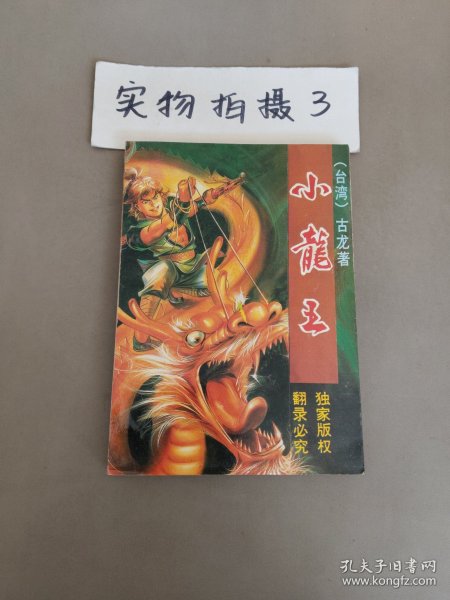 实物拍摄3
（台湾）古龙著
小龍王
独家版权
翻录必究
孔夫子旧书网
www.kongfz.com